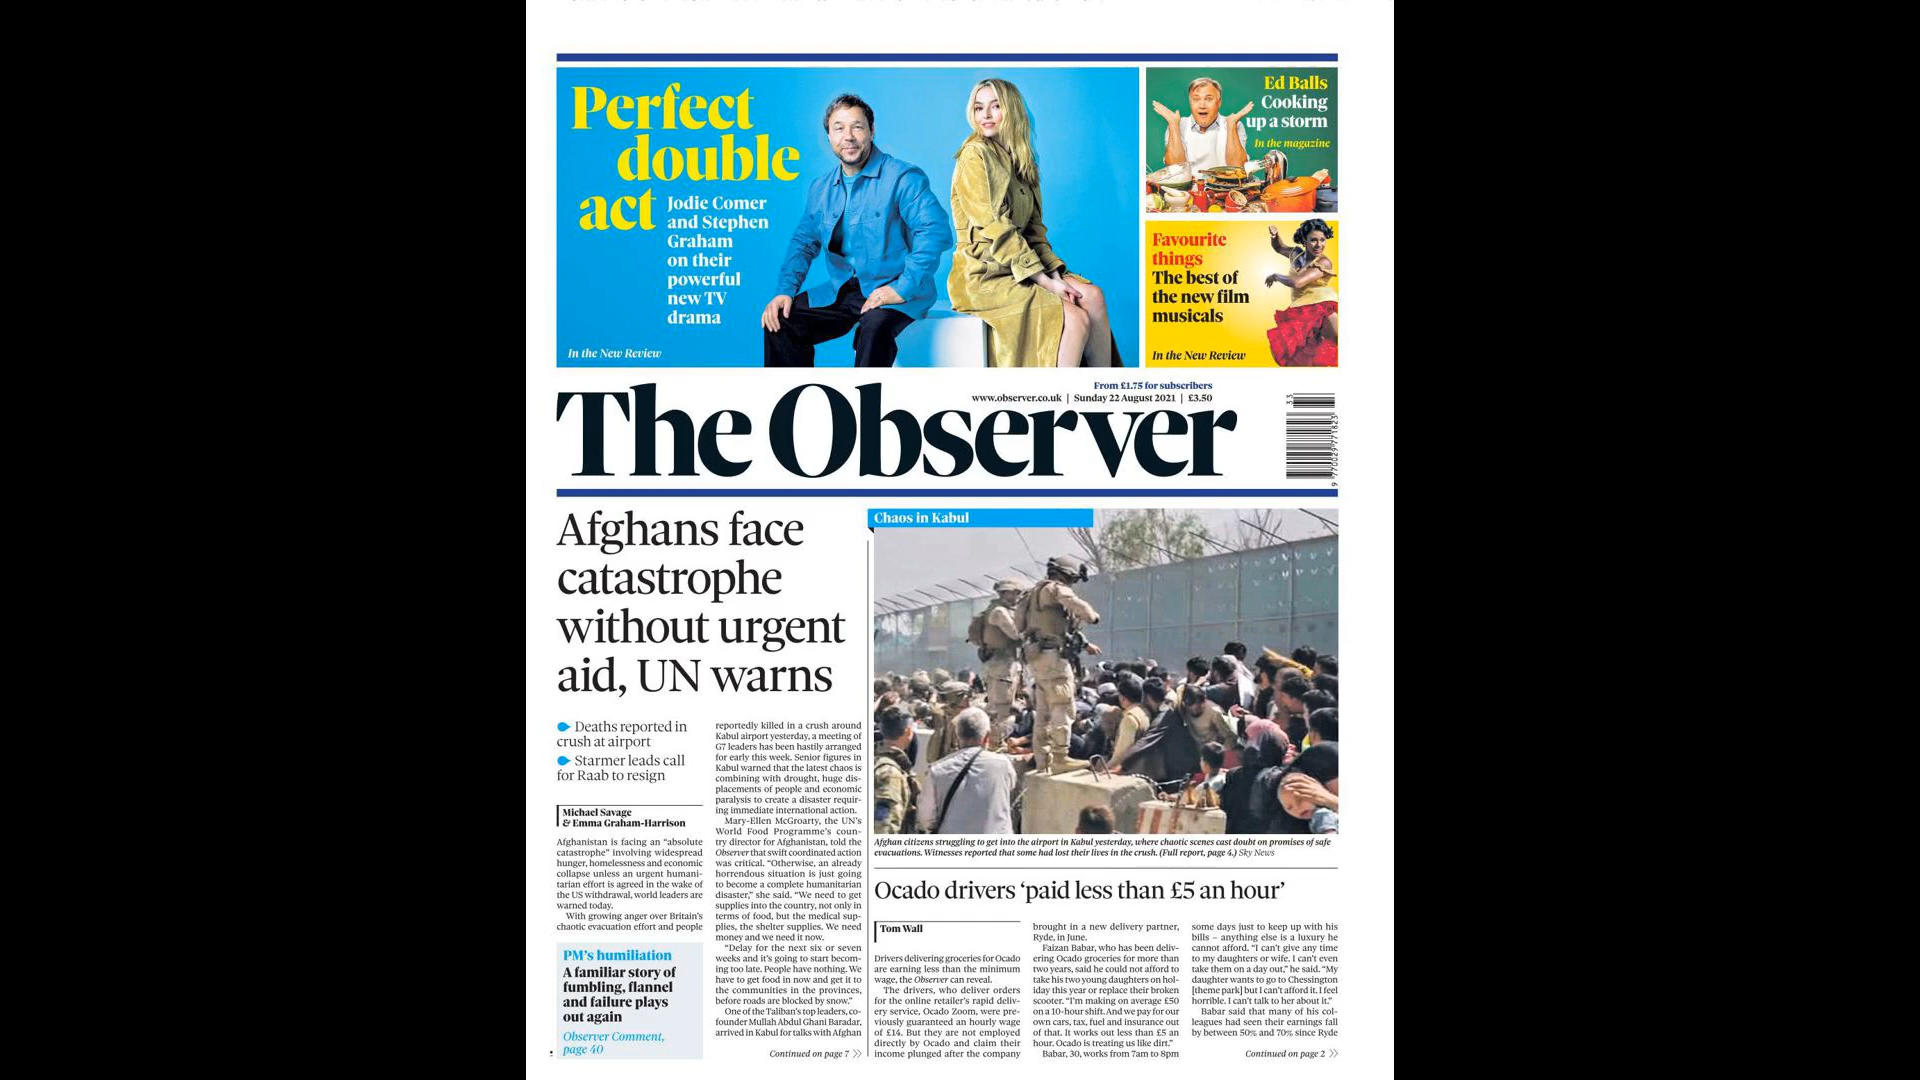 Perfect
double
act
Jodie Comer
and Stephen
Graham
on their
powerful
new TV
drama
In the New Review
Ed Balls
Cooking
up a storm
In the magazine
Favourite
things
The best of
the new film
musicals
In the New Review
From £1.75 for subscribers
www.observer.co.uk | Sunday 22 August 2021 | £3.50
The Observer
Afghans face
catastrophe
without urgent
aid, UN warns
Deaths reported in
crush at airport
Starmer leads call
for Raab to resign
Michael Savage
& Emma Graham-Harrison
Afghanistan is facing an “absolute
catastrophe” involving widespread
hunger, homelessness and economic
collapse unless an urgent humani-
tarian effort is agreed in the wake of
the US withdrawal, world leaders are
warned today.
With growing anger over Britain’s
chaotic evacuation effort and people
PM’s humiliation
A familiar story of
fumbling, flannel
and failure plays
out again
Observer Comment,
page 40
reportedly killed in a crush around
Kabul airport yesterday, a meeting of
G7 leaders has been hastily arranged
for early this week. Senior figures in
Kabul warned that the latest chaos is
combining with drought, huge dis-
placements of people and economic
paralysis to create a disaster requir-
ing immediate international action.
Mary-Ellen McGroarty, the UN’s
World Food Programme’s coun-
try director for Afghanistan, told the
Observer that swift coordinated action
was critical. “Otherwise, an already
horrendous situation is just going
to become a complete humanitarian
disaster,” she said. “We need to get
supplies into the country, not only in
terms of food, but the medical sup-
plies, the shelter supplies. We need
money and we need it now.
“Delay for the next six or seven
weeks and it’s going to start becom-
ing too late. People have nothing. We
have to get food in now and get it to
the communities in the provinces,
before roads are blocked by snow.”
One of the Taliban’s top leaders, co-
founder Mullah Abdul Ghani Baradar,
arrived in Kabul for talks with Afghan
Continued on page 7
Chaos in Kabul
Afghan citizens struggling to get into the airport in Kabul yesterday, where chaotic scenes cast doubt on promises of safe
evacuations. Witnesses reported that some had lost their lives in the crush. (Full report, page 4.) Sky News
Ocado drivers ‘paid less than £5 an hour’
Tom Wall
Drivers delivering groceries for Ocado
are earning less than the minimum
wage, the Observer can reveal.
The drivers, who deliver orders
for the online retailer’s rapid deliv-
ery service, Ocado Zoom, were pre-
viously guaranteed an hourly wage
of £14. But they are not employed
directly by Ocado and claim their
income plunged after the company
brought in a new delivery partner,
Ryde, in June.
Faizan Babar, who has been deliv-
ering Ocado groceries for more than
two years, said he could not afford to
take his two young daughters on hol-
iday this year or replace their broken
scooter. “I’m making on average £50
on a 10-hour shift. And we pay for our
own cars, tax, fuel and insurance out
of that. It works out less than £5 an
hour. Ocado is treating us like dirt.”
Babar, 30, works from 7am to 8pm
some days just to keep up with his
bills – anything else is a luxury he
cannot afford. “I can’t give any time
to my daughters or wife. I can’t even
take them on a day out,” he said. “My
daughter wants to go to Chessington
[theme park] but I can’t afford it. I feel
horrible. I can’t talk to her about it.”
Babar said that many of his col-
leagues had seen their earnings fall
by between 50% and 70% since Ryde
Continued on page 2